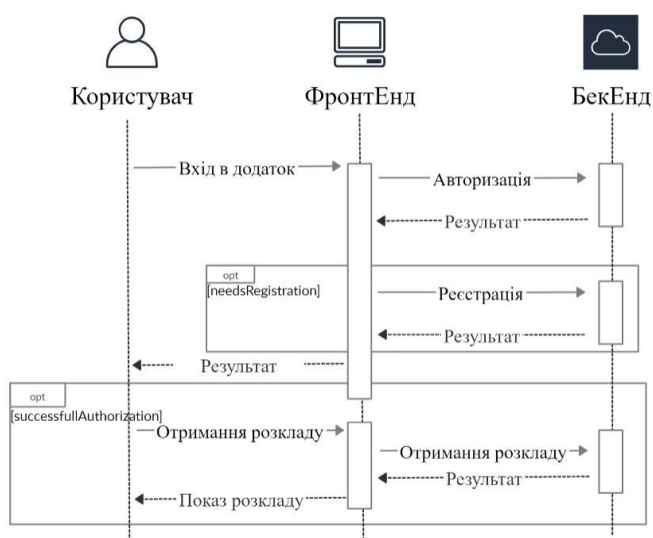 Користувач
ФронтЕнд
БекЕнд
Вхід в додаток
Авторизація
Результат
opt
[needsRegistration]
Реєстрація
Результат
Результат
opt
[successfullAuthorization]
Отримання розкладу
Отримання розкладу
Результат
Показ розкладу